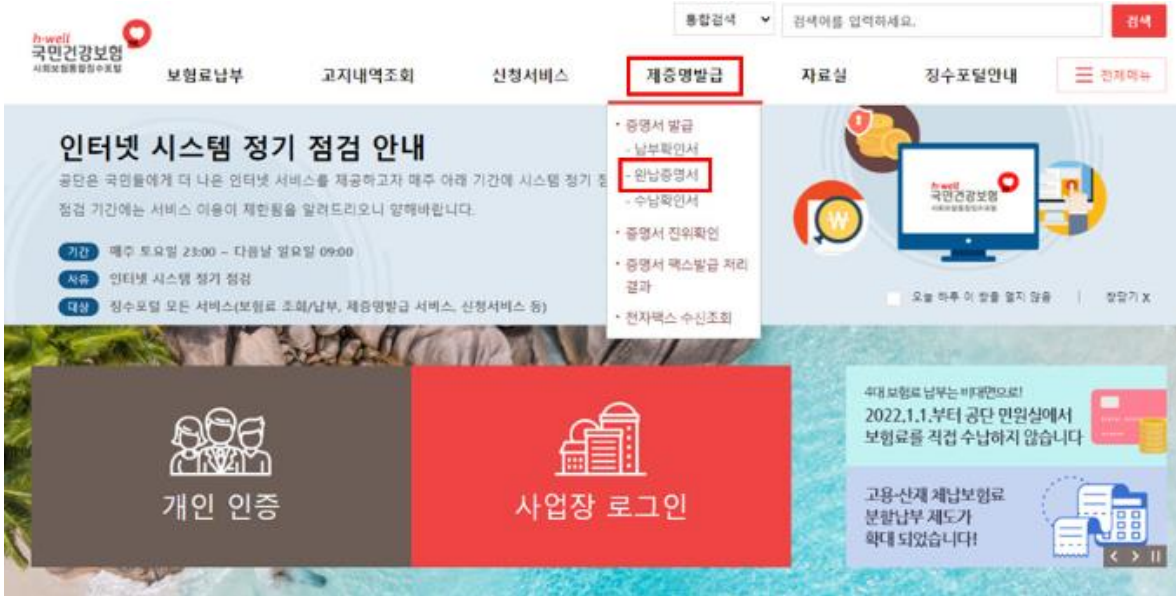 통합검색
검색어를 입력하세요.
검색
h·well
국민건강보험
사회보험통합징수포털
보험료납부
고지내역조회
신청서비스
제증명발급
자료실
징수포털안내
전체메뉴
인터넷 시스템 정기 점검 안내
공단은 국민들에게 더 나은 인터넷 서비스를 제공하고자 매주 아래 기간에 시스템 정기 점
점검 기간에는 서비스 이용이 제한됨을 알려드리오니 양해바랍니다.
기간 매주 토요일 23:00 ~ 다음날 일요일 09:00
사유 인터넷 시스템 정기 점검
대상 징수포털 모든 서비스(보험료 조회/납부, 제증명발급 서비스, 신청서비스 등)
• 증명서 발급
- 납부확인서
- 완납증명서
- 수납확인서
• 증명서 진위확인
• 증명서 팩스발급 처리
결과
• 전자팩스 수신조회
h·well
국민건강보험
사회보험통합징수포털
오늘 하루 이 창을 열지 않음 | 창닫기 X
개인 인증
사업장 로그인
4대 보험료 납부는 비대면으로!
2022.1.1.부터 공단 민원실에서
보험료를 직접 수납하지 않습니다
고용·산재 체납보험료
분할납부 제도가
확대 되었습니다!